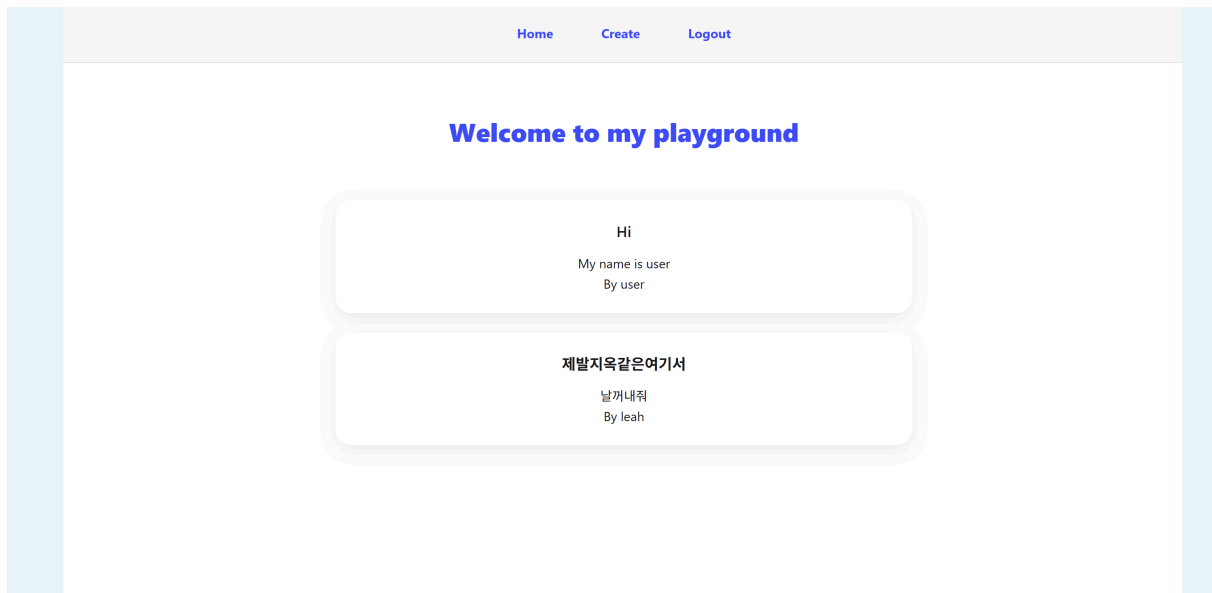 Home Create Logout
Welcome to my playground
Hi
My name is user
By user
제발지옥같은여기서
날꺼내줘
By leah